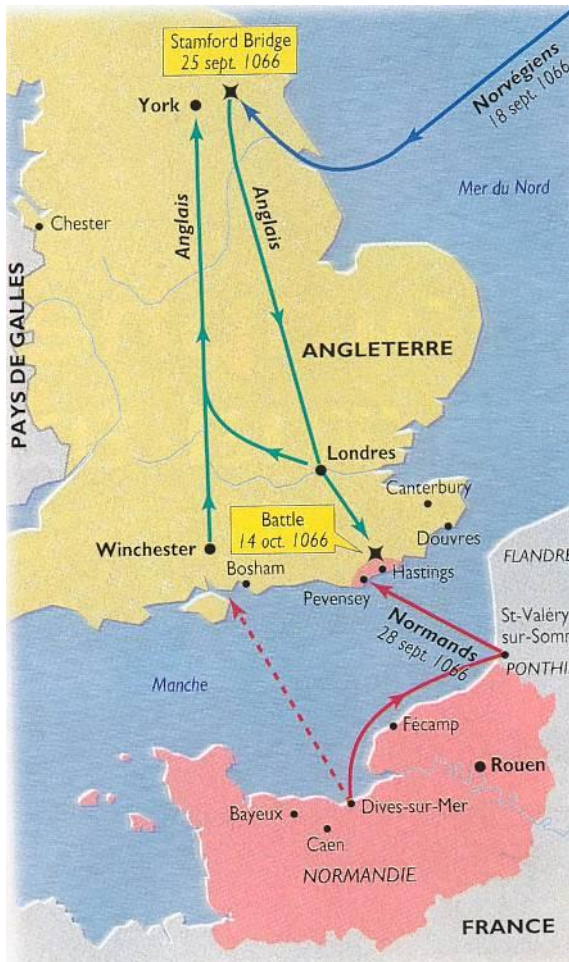 Stamford Bridge
25 sept. 1066
York
Norvégiens
18 sept. 1066
Mer du Nord
Anglais
Anglais
Chester
PAYS DE GALLES
ANGLETERRE
Londres
Canterbury
Battle
14 oct. 1066
Douvres
Winchester
Hastings
FLANDRE
Bosham
Pevensey
Normands
28 sept. 1066
St-Valéry
sur-Somm
PONTHI
Manche
Fécamp
Rouen
Dives-sur-Mer
Bayeux
Caen
NORMANDIE
FRANCE